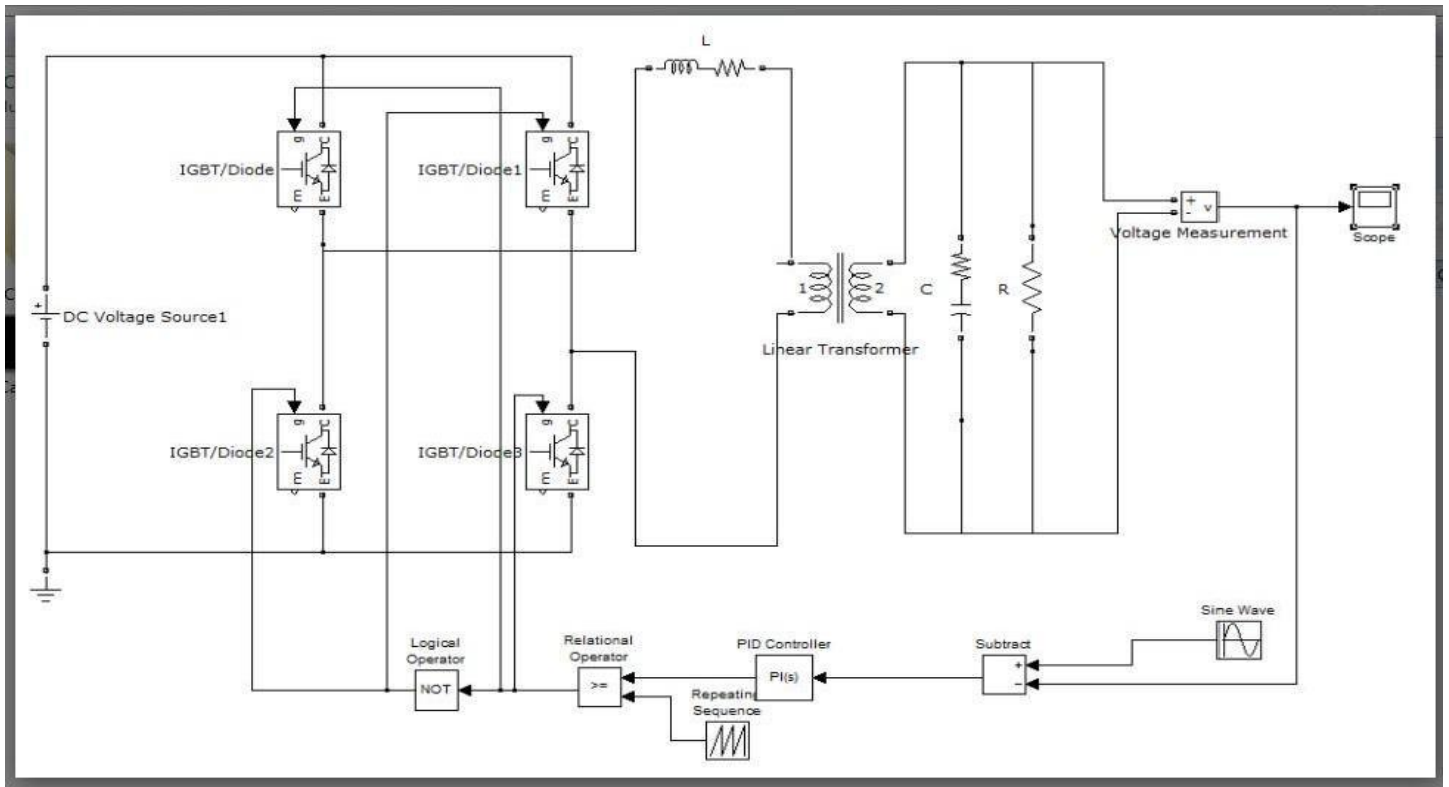 L
g C
IGBT/Diode
m E
g C
IGBT/Diode1
m E
+
DC Voltage Source1
1 2
Linear Transformer
C
R
+
-
v
Voltage Measurement
Scope
g C
IGBT/Diode2
m E
g C
IGBT/Diode3
m E
Logical
Operator
NOT
Relational
Operator
>=
PID Controller
PI(s)
Repeating
Sequence
Subtract
+
−
Sine Wave